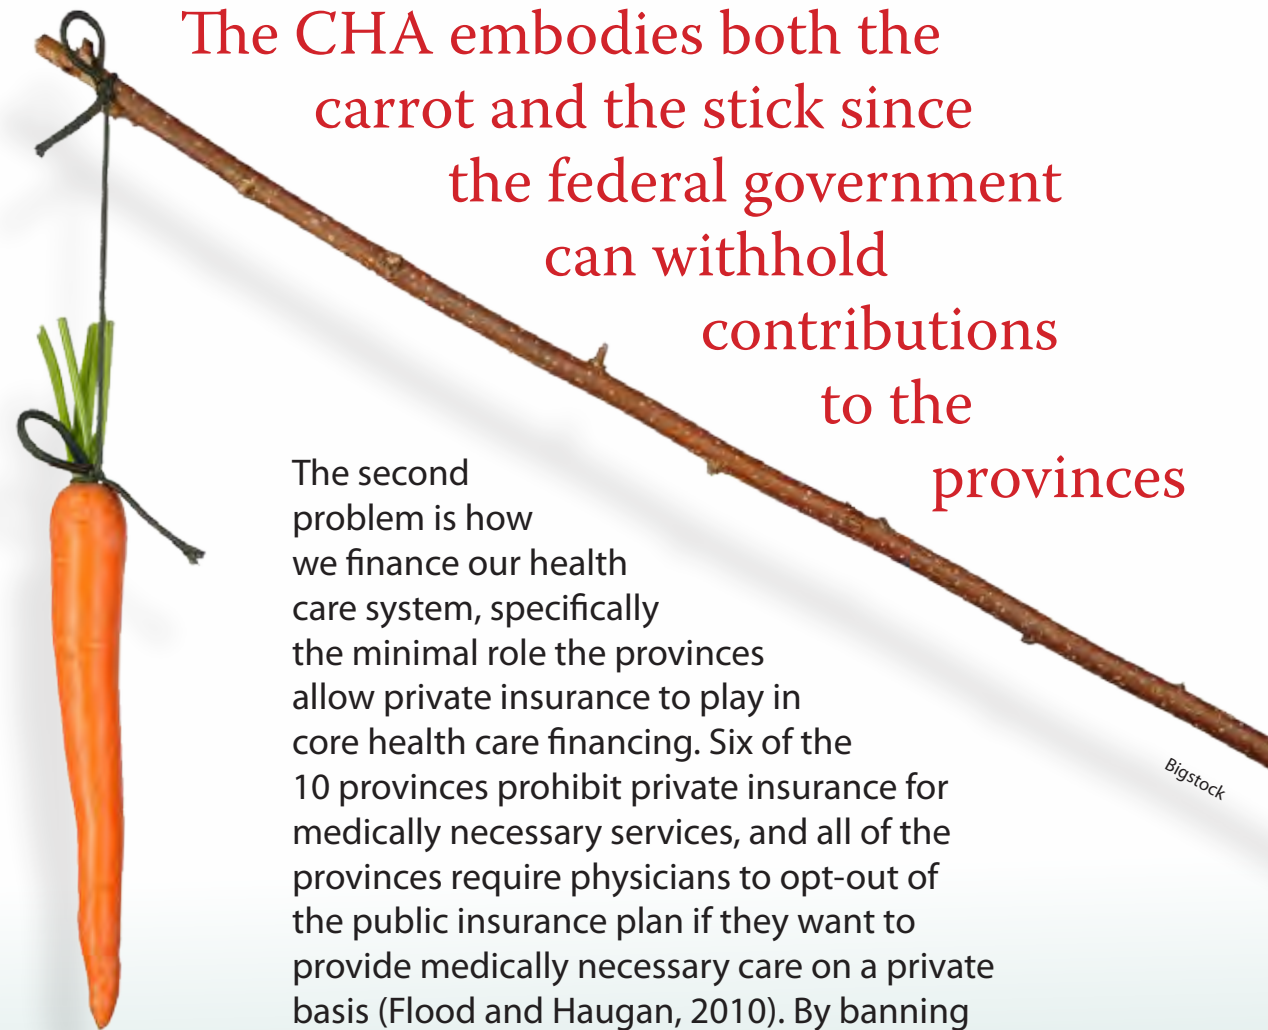 The CHA embodies both the
carrot and the stick since
the federal government
can withhold
contributions
to the
provinces
The second
problem is how
we finance our health
care system, specifically
the minimal role the provinces
allow private insurance to play in
core health care financing. Six of the
10 provinces prohibit private insurance for
medically necessary services, and all of the
provinces require physicians to opt-out of
the public insurance plan if they want to
provide medically necessary care on a private
basis (Flood and Haugan, 2010). By banning
Bigstock